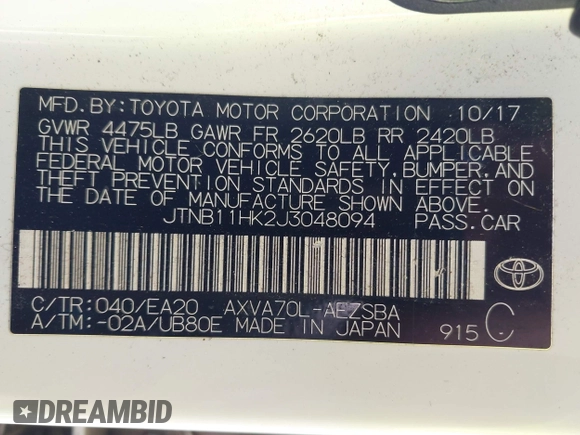 MFD.BY:TOYOTA MOTOR CORPORATION 10/17
GVWR 4475LB GAWR FR 2620LB RR 2420LB
THIS VEHICLE CONFORMS TO ALL APPLICABLE
FEDERAL MOTOR VEHICLE SAFETY,BUMPER,AND
THEFT PREVENTION STANDARDS IN EFFECT ON
THE DATE OF MANUFACTURE SHOWN ABOVE.
JTNB11HK2J3048094 PASS.CAR
C/TR:040/EA20 AXVA70L-AEZSBA
A/TM:-02A/UB80E MADE IN JAPAN 915 C
DREAMBID